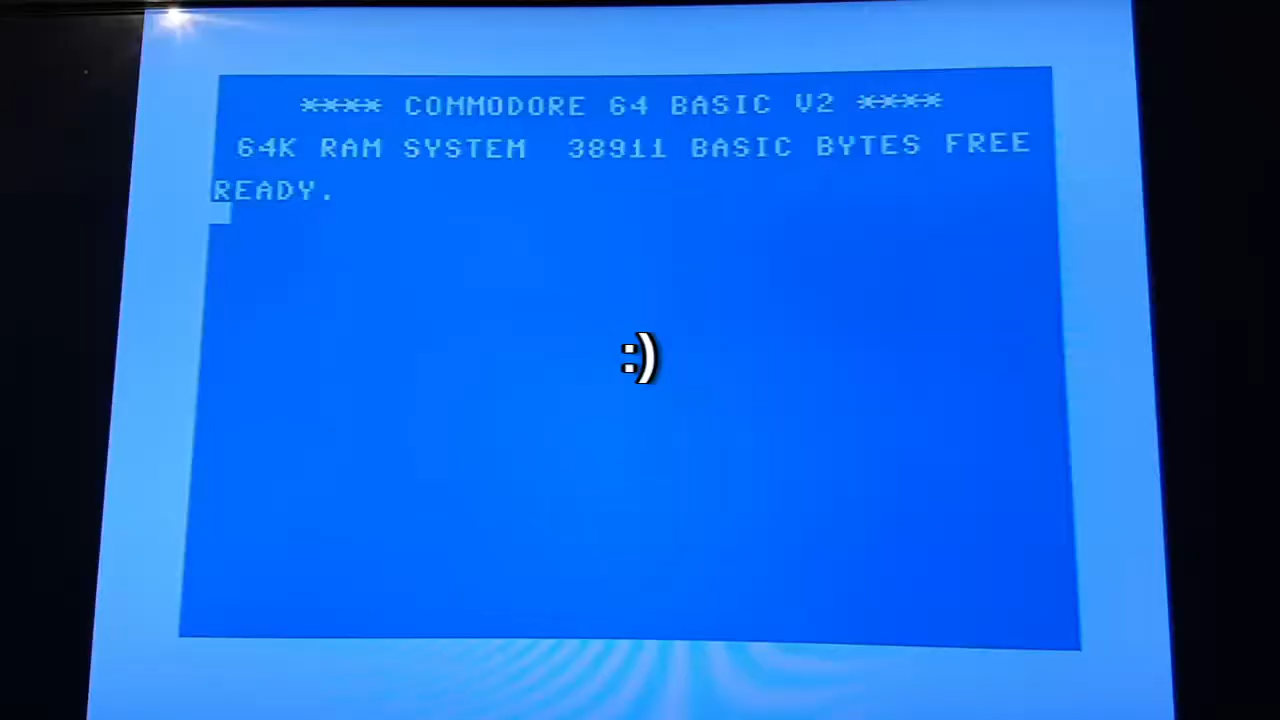 **** COMMODORE 64 BASIC V2 ****
64K RAM SYSTEM  38911 BASIC BYTES FREE
READY.
:)